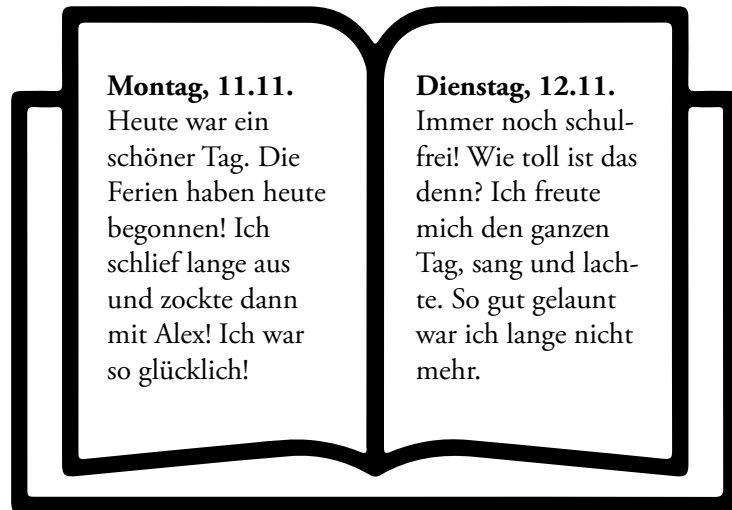 Montag, 11.11.
Heute war ein
schöner Tag. Die
Ferien haben heute
begonnen! Ich
schlief lange aus
und zockte dann
mit Alex! Ich war
so glücklich!
Dienstag, 12.11.
Immer noch schul-
frei! Wie toll ist das
denn? Ich freute
mich den ganzen
Tag, sang und lach-
te. So gut gelaunt
war ich lange nicht
mehr.